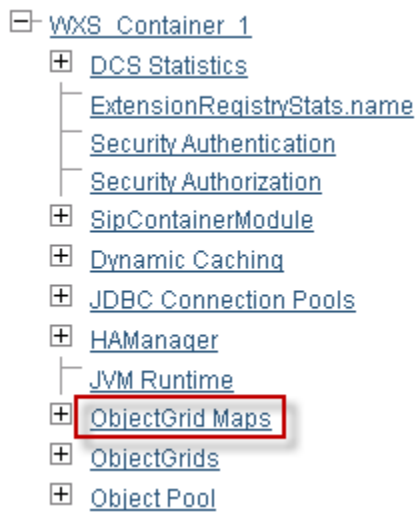 WXS_Container_1
DCS Statistics
ExtensionRegistryStats.name
Security Authentication
Security Authorization
SipContainerModule
Dynamic Caching
JDBC Connection Pools
HAManager
JVM Runtime
ObjectGrid Maps
ObjectGrids
Object Pool